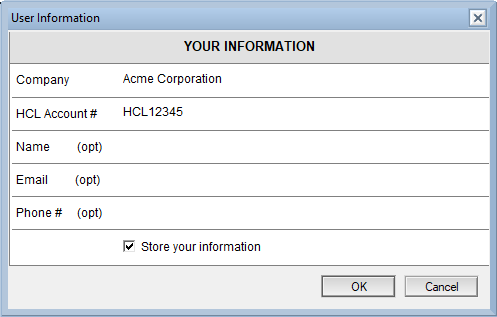 User Information
YOUR INFORMATION
Company Acme Corporation
HCL Account # HCL12345
Name (opt)
Email (opt)
Phone # (opt)
Store your information
OK Cancel